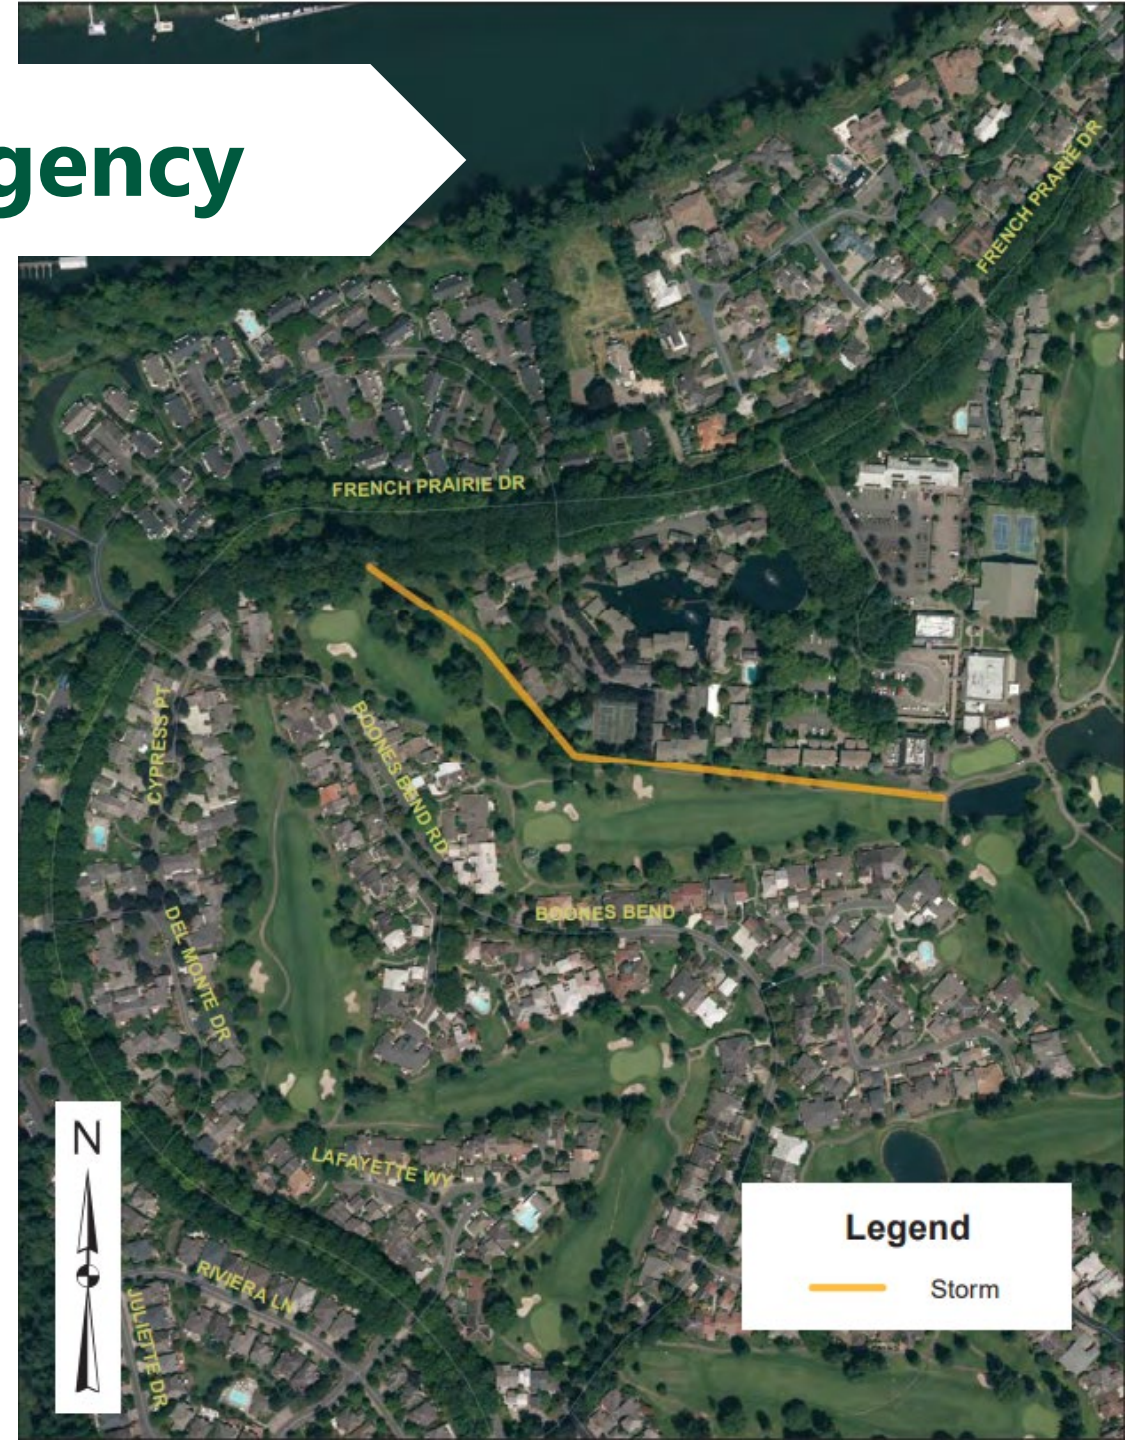 gency
FRENCH PRARIE DR
FRENCH PRAIRIE DR
CYPRESS PT
BOONES BEND RD
BOONES BEND
DEL MONTE DR
LAFAYETTE WY
RIVIERA LN
JULIETTE DR
N
Legend
Storm